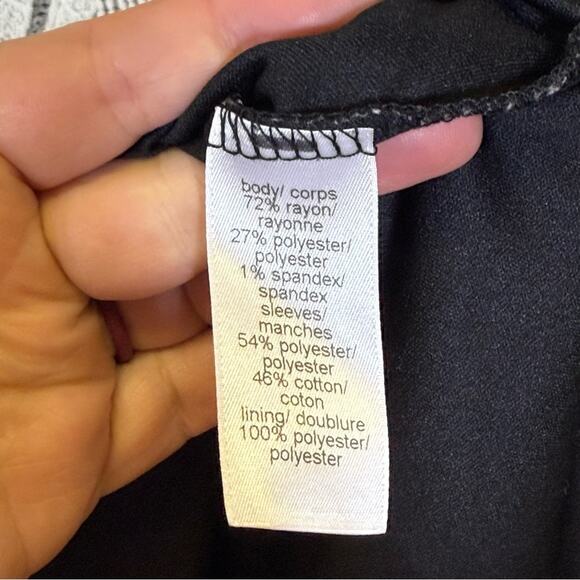 body/ corps
72% rayon/
rayonne
27% polyester/
polyester
1% spandex/
spandex
sleeves/
manches
54% polyester/
polyester
46% cotton/
coton
lining/ doublure
100% polyester/
polyester